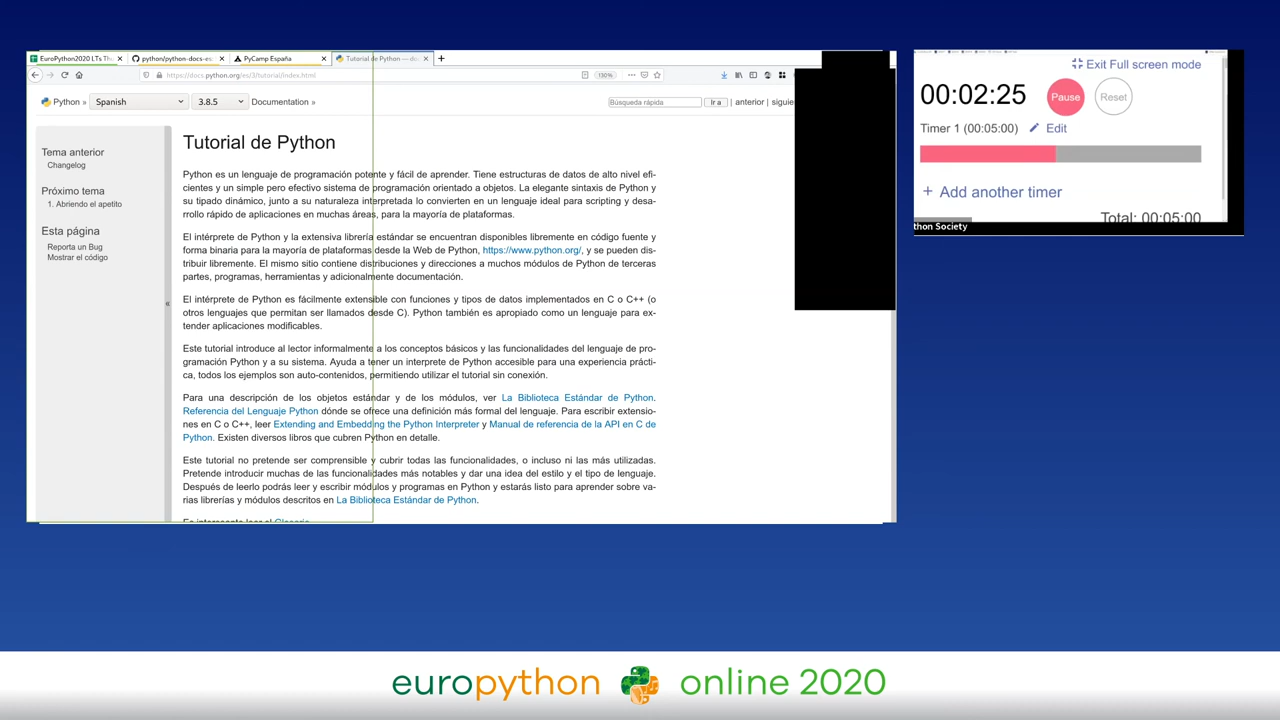 EuroPython2020 LTs Th
python/python-docs-es
PyCamp España
Tutorial de Python — do
https://docs.python.org/es/3/tutorial/index.html
130%
Python »
Spanish
3.8.5
Documentation »
Búsqueda rápida
Ir a
| anterior | siguie
Tema anterior
Changelog
Próximo tema
1. Abriendo el apetito
Esta página
Reporta un Bug
Mostrar el código
«
Tutorial de Python
Python es un lenguaje de programación potente y fácil de aprender. Tiene estructuras de datos de alto nivel efi-
cientes y un simple pero efectivo sistema de programación orientado a objetos. La elegante sintaxis de Python y
su tipado dinámico, junto a su naturaleza interpretada lo convierten en un lenguaje ideal para scripting y desa-
rrollo rápido de aplicaciones en muchas áreas, para la mayoría de plataformas.
El intérprete de Python y la extensiva librería estándar se encuentran disponibles libremente en código fuente y
forma binaria para la mayoría de plataformas desde la Web de Python, https://www.python.org/, y se pueden dis-
tribuir libremente. El mismo sitio contiene distribuciones y direcciones a muchos módulos de Python de terceras
partes, programas, herramientas y adicionalmente documentación.
El intérprete de Python es fácilmente extensible con funciones y tipos de datos implementados en C o C++ (o
otros lenguajes que permitan ser llamados desde C). Python también es apropiado como un lenguaje para ex-
tender aplicaciones modificables.
Este tutorial introduce al lector informalmente a los conceptos básicos y las funcionalidades del lenguaje de pro-
gramación Python y a su sistema. Ayuda a tener un interprete de Python accesible para una experiencia prácti-
ca, todos los ejemplos son auto-contenidos, permitiendo utilizar el tutorial sin conexión.
Para una descripción de los objetos estándar y de los módulos, ver La Biblioteca Estándar de Python.
Referencia del Lenguaje Python dónde se ofrece una definición más formal del lenguaje. Para escribir extensio-
nes en C o C++, leer Extending and Embedding the Python Interpreter y Manual de referencia de la API en C de
Python. Existen diversos libros que cubren Python en detalle.
Este tutorial no pretende ser comprensible y cubrir todas las funcionalidades, o incluso ni las más utilizadas.
Pretende introducir muchas de las funcionalidades más notables y dar una idea del estilo y el tipo de lenguaje.
Después de leerlo podrás leer y escribir módulos y programas en Python y estarás listo para aprender sobre va-
rias librerías y módulos descritos en La Biblioteca Estándar de Python.
Es interesante leer el Glosario.
Exit Full screen mode
00:02:25
Pause
Reset
Timer 1 (00:05:00)
Edit
+ Add another timer
Total: 00:05:00
thon Society
europython online 2020